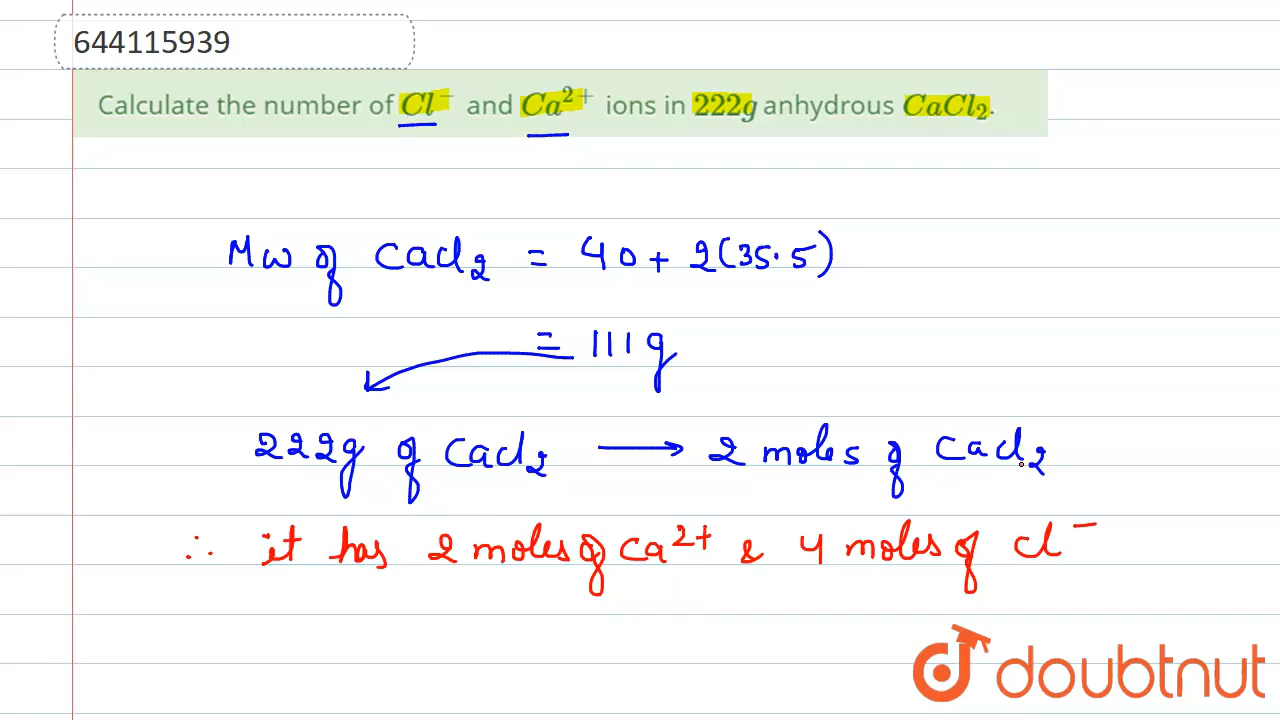 644115939
Calculate the number of Cl⁻ and Ca²⁺ ions in 222g anhydrous CaCl₂.
Mw of CaCl₂ = 40 + 2(35.5)
= 111g
222g of CaCl₂ → 2 moles of CaCl₂
∴ it has 2 moles of Ca²⁺ & 4 moles of Cl⁻
doubtnut